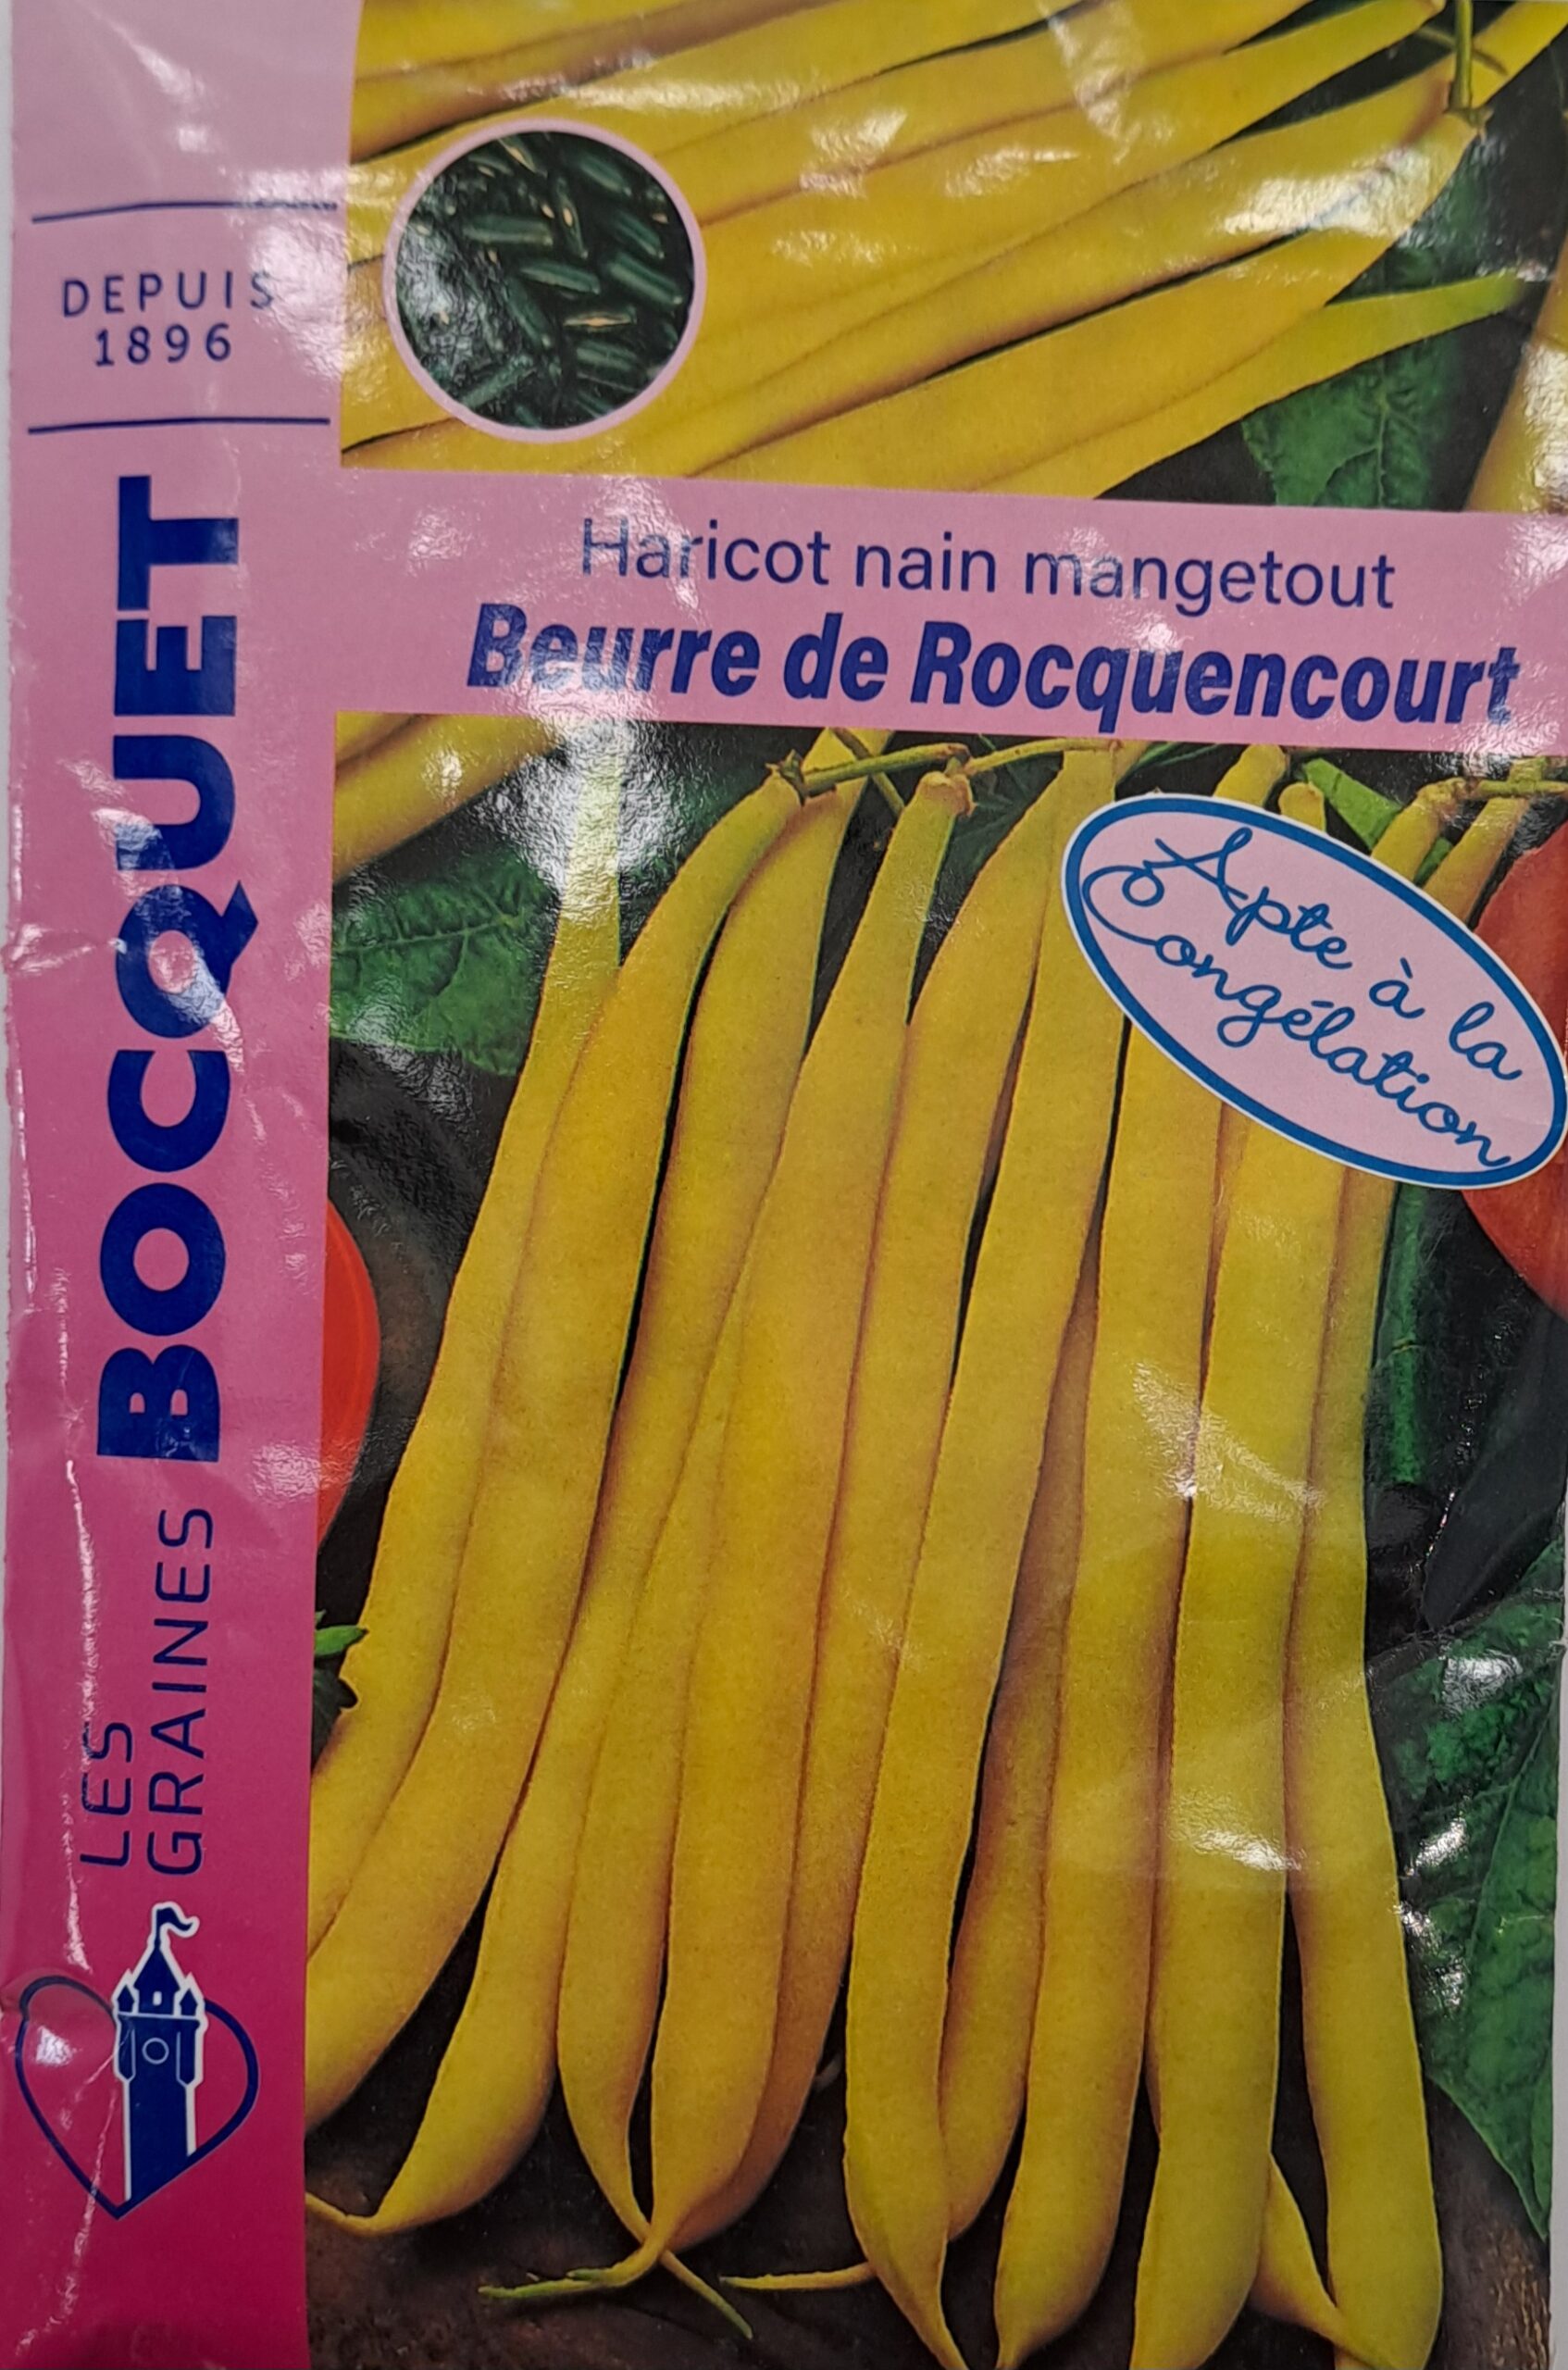 DEPUIS
1896
LES
GRAINES BOCQUET
Haricot nain mangetout
Beurre de Rocquencourt
Apte à la
Congélation